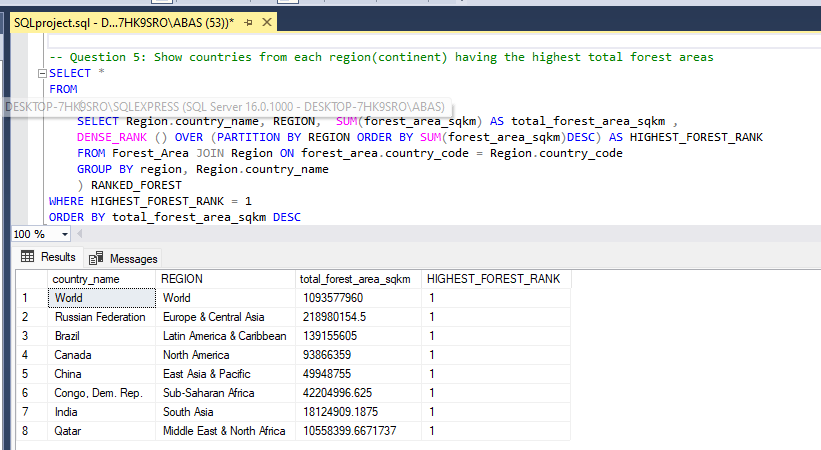 SQLproject.sql - D...7HK9SRO\ABAS (53))*
-- Question 5: Show countries from each region(continent) having the highest total forest areas
SELECT *
FROM
DESKTOP-7HK9SRO\SQLEXPRESS (SQL Server 16.0.1000 - DESKTOP-7HK9SRO\ABAS)
SELECT Region.country_name, REGION, SUM(forest_area_sqkm) AS total_forest_area_sqkm ,
DENSE_RANK () OVER (PARTITION BY REGION ORDER BY SUM(forest_area_sqkm)DESC) AS HIGHEST_FOREST_RANK
FROM Forest_Area JOIN Region ON forest_area.country_code = Region.country_code
GROUP BY region, Region.country_name
) RANKED_FOREST
WHERE HIGHEST_FOREST_RANK = 1
ORDER BY total_forest_area_sqkm DESC
100 %
Results Messages
country_name REGION total_forest_area_sqkm HIGHEST_FOREST_RANK
1 World World 1093577960 1
2 Russian Federation Europe & Central Asia 218980154.5 1
3 Brazil Latin America & Caribbean 139155605 1
4 Canada North America 93866359 1
5 China East Asia & Pacific 49948755 1
6 Congo, Dem. Rep. Sub-Saharan Africa 42204996.625 1
7 India South Asia 18124909.1875 1
8 Qatar Middle East & North Africa 10558399.6671737 1